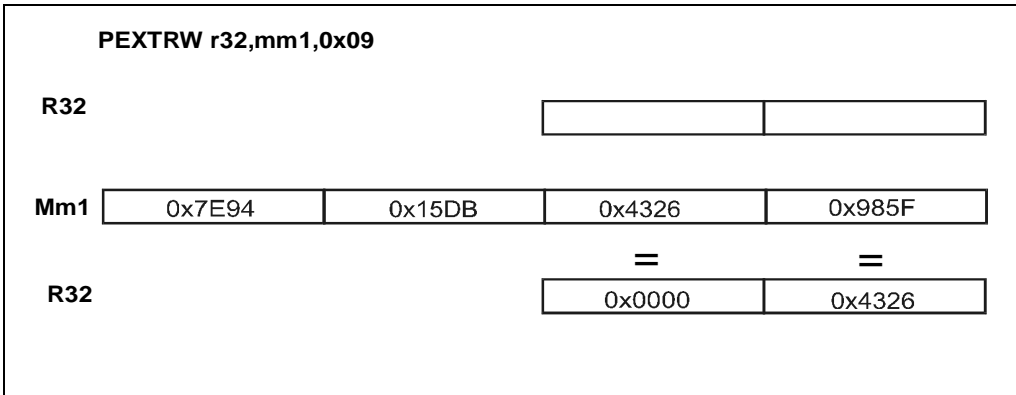 PEXTRW r32,mm1,0x09
R32
Mm1 0x7E94 0x15DB 0x4326 0x985F
= =
R32 0x0000 0x4326